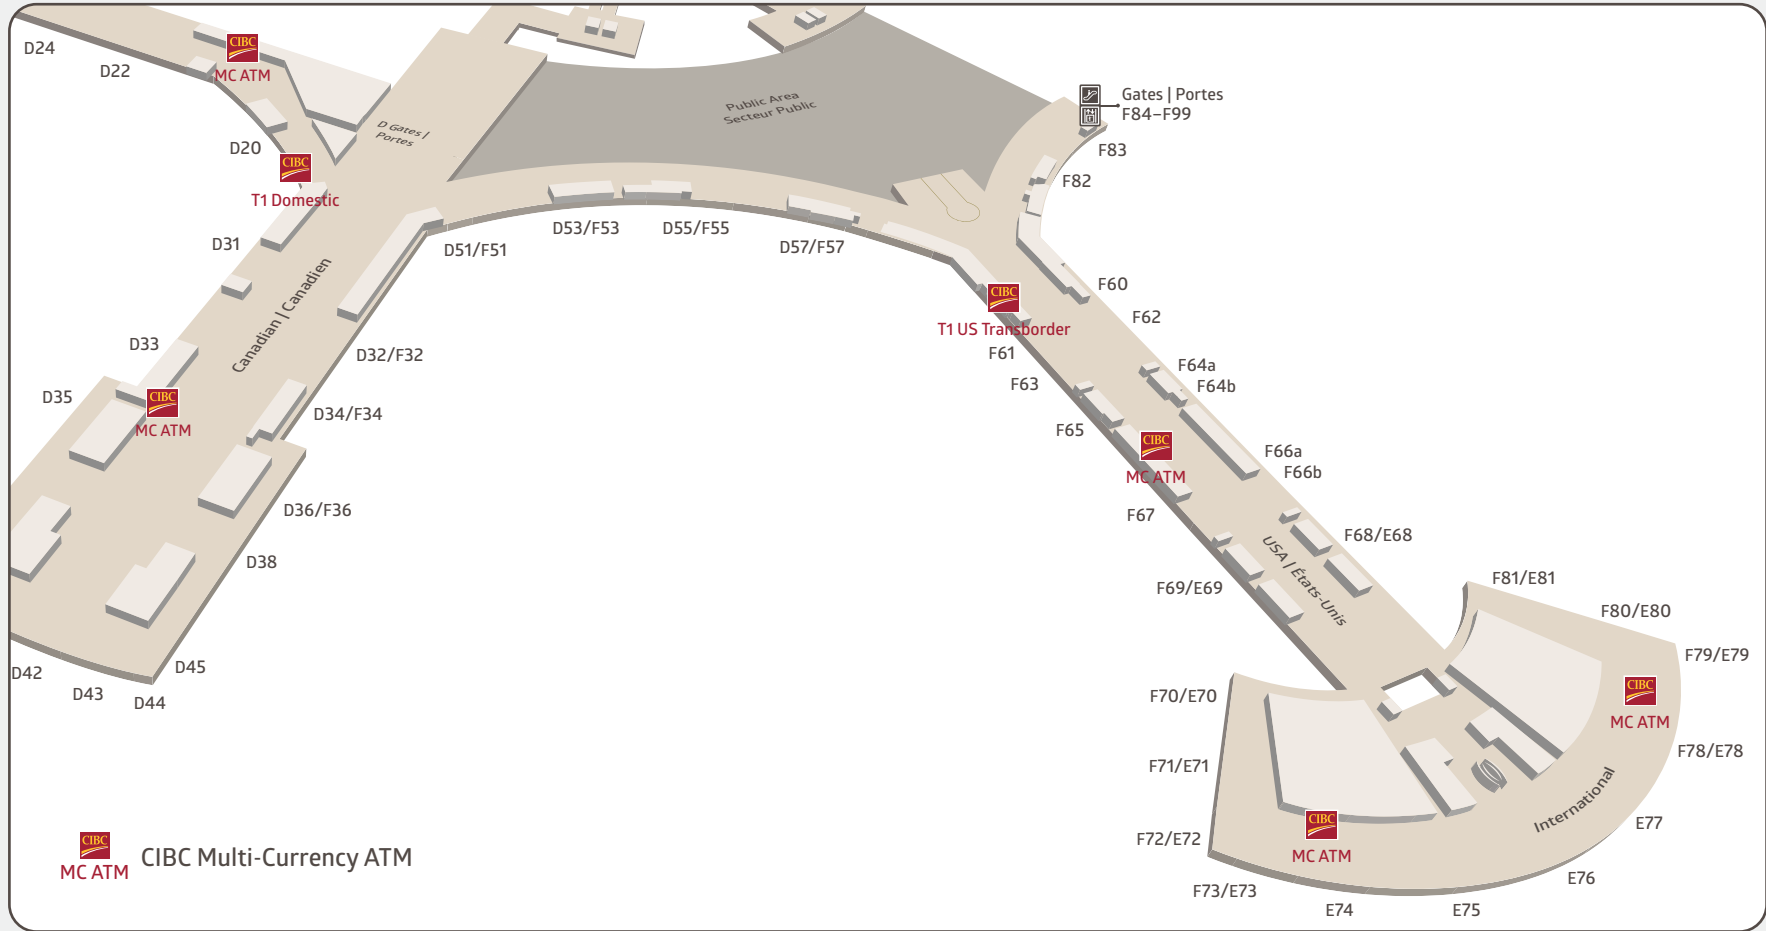 D24
D22
CIBC
MC ATM
D20
CIBC
T1 Domestic
D Gates |
Portes
Public Area
Secteur Public
Gates | Portes
F84–F99
F83
F82
D31
D51/F51
D53/F53
D55/F55
D57/F57
Canadian | Canadien
D33
D35
CIBC
MC ATM
D32/F32
D34/F34
D36/F36
D38
D42
D43
D44
D45
CIBC
T1 US Transborder
F60
F62
F61
F63
F64a
F64b
F65
CIBC
MC ATM
F66a
F66b
F67
F68/E68
USA | États-Unis
F69/E69
F81/E81
F80/E80
F79/E79
CIBC
MC ATM
F70/E70
F78/E78
F71/E71
International
E77
F72/E72
CIBC
MC ATM
E76
F73/E73
E74
E75
CIBC
MC ATM
CIBC Multi-Currency ATM